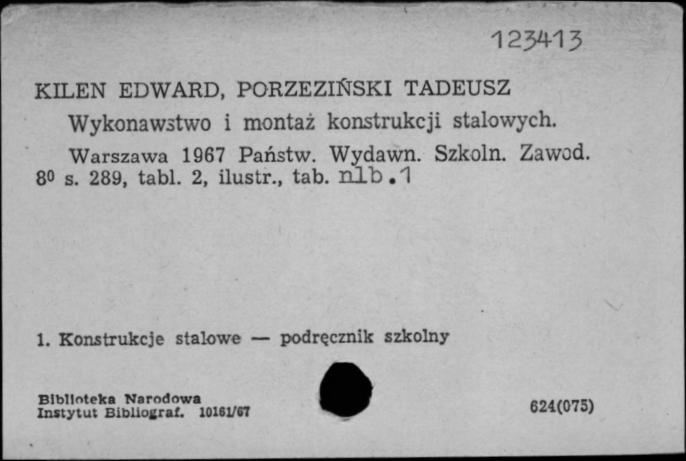 123413
KILEN EDWARD, PORZEZIŃSKI TADEUSZ
Wykonawstwo i montaż konstrukcji stalowych.
Warszawa 1967 Państw. Wydawn. Szkoln. Zawod.
8⁰ s. 289, tabl. 2, ilustr., tab. nlb.1
1. Konstrukcje stalowe — podręcznik szkolny
Biblioteka Narodowa
Instytut Bibliograf. 10161/67
624(075)